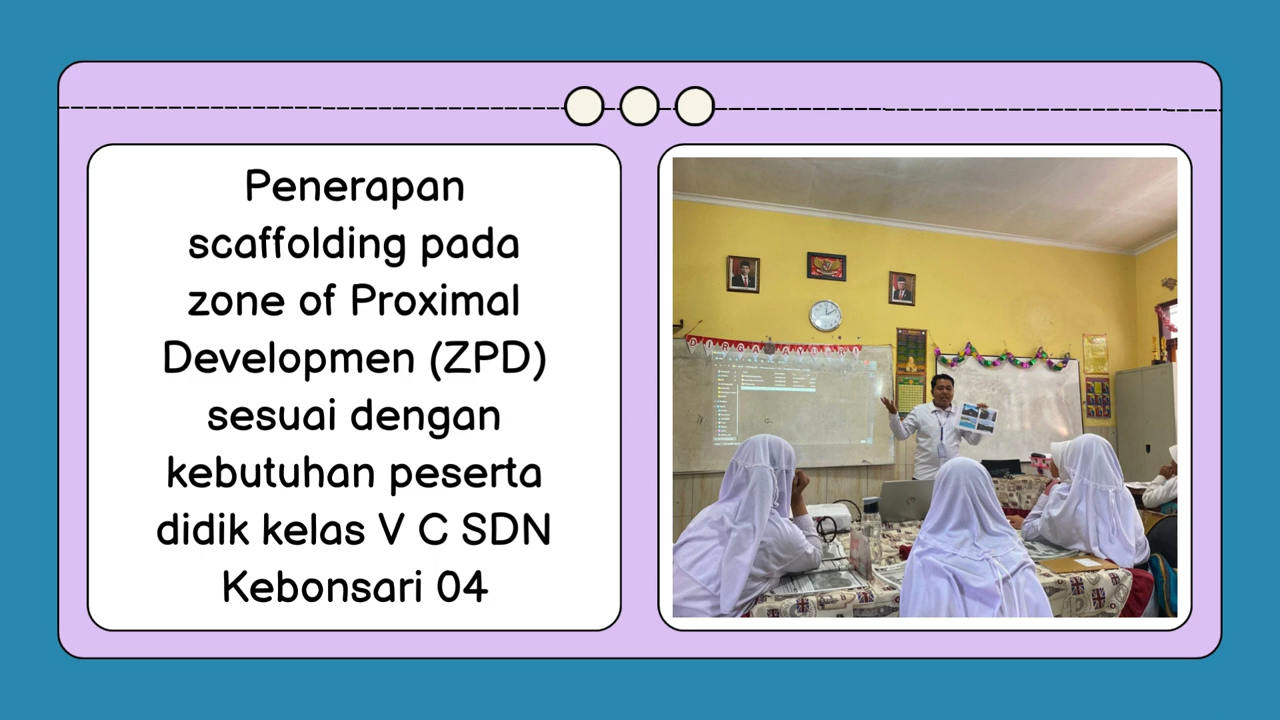 Penerapan
scaffolding pada
zone of Proximal
Developmen (ZPD)
sesuai dengan
kebutuhan peserta
didik kelas V C SDN
Kebonsari 04